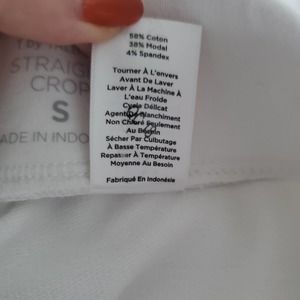 STRAIG
CROP
S
ADE IN INDO
58% Coton
38% Modal
4% Spandex
Tourner À L'envers
Avant De Laver
Laver À La Machine À
L'eau Froide
Cycle Délicat
Agent De Blanchiment
Non Chloré Seulement
Au Besoin
Sécher Par Culbutage
À Basse Température
Repasser À Température
Moyenne Au Besoin
Fabriqué En Indonésie